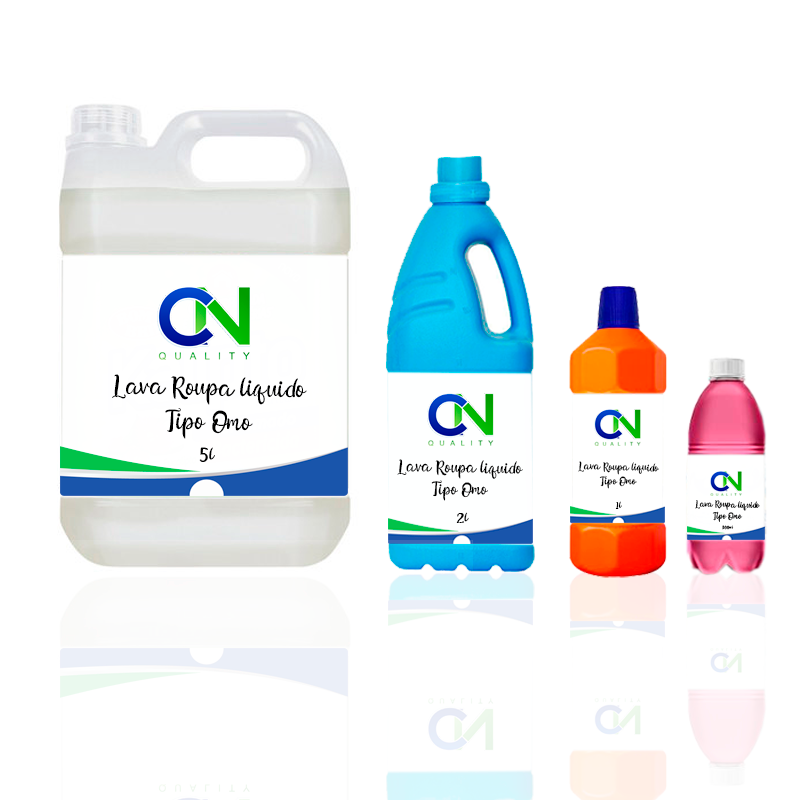 CN
QUALITY
Lava Roupa liquido
Tipo Omo
5l
CN
QUALITY
Lava Roupa liquido
Tipo Omo
2l
CN
QUALITY
Lava Roupa liquido
Tipo Omo
1l
CN
QUALITY
Lava Roupa liquido
Tipo Omo
500ml